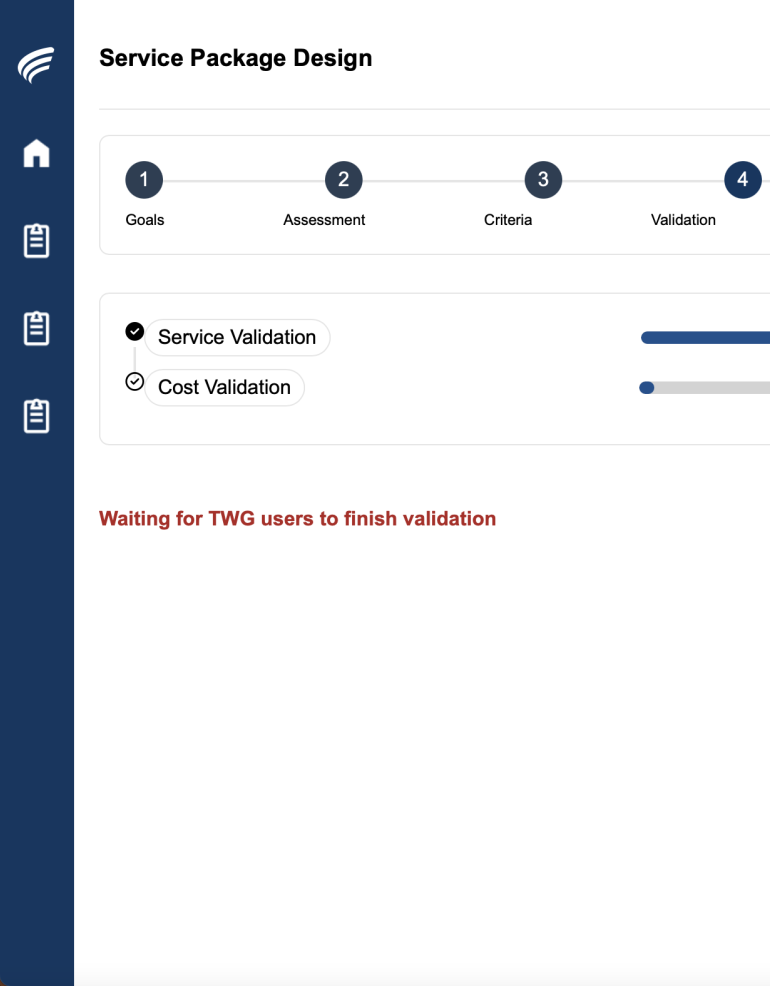 Service Package Design
1 2 3 4
Goals Assessment Criteria Validation
Service Validation
Cost Validation
Waiting for TWG users to finish validation